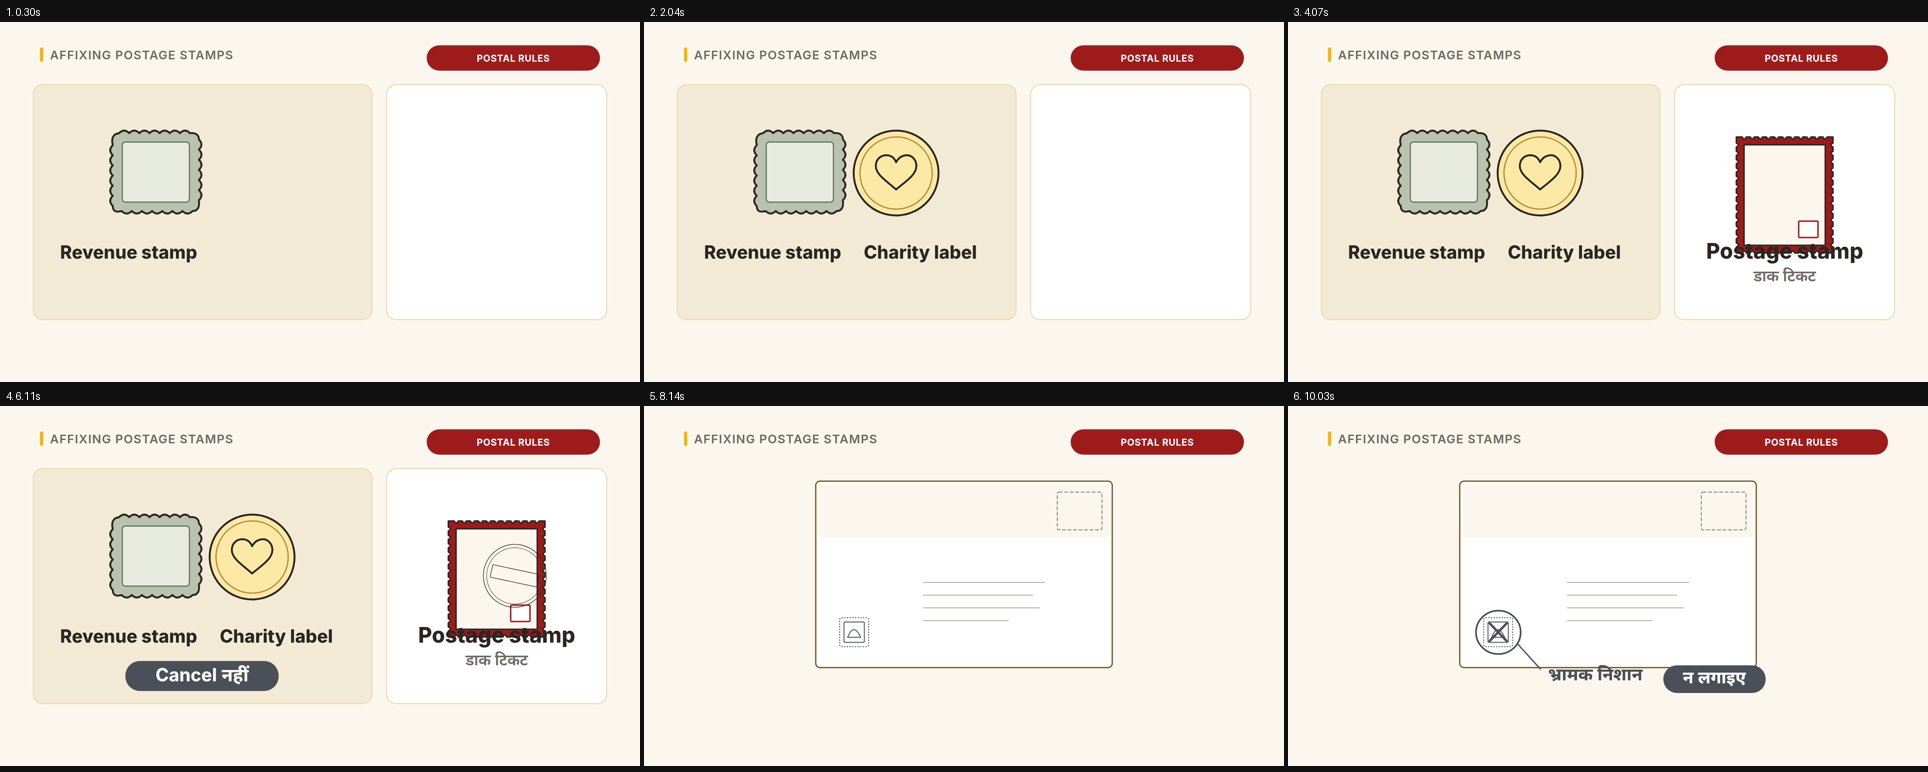 1. 0.30s
AFFIXING POSTAGE STAMPS
POSTAL RULES
Revenue stamp
2. 2.04s
AFFIXING POSTAGE STAMPS
POSTAL RULES
Revenue stamp
Charity label
3. 4.07s
AFFIXING POSTAGE STAMPS
POSTAL RULES
Revenue stamp
Charity label
Postage stamp
डाक टिकट
4. 6.11s
AFFIXING POSTAGE STAMPS
POSTAL RULES
Revenue stamp
Charity label
Cancel नहीं
Postage stamp
डाक टिकट
5. 8.14s
AFFIXING POSTAGE STAMPS
POSTAL RULES
6. 10.03s
AFFIXING POSTAGE STAMPS
POSTAL RULES
भ्रामक निशान
न लगाइए